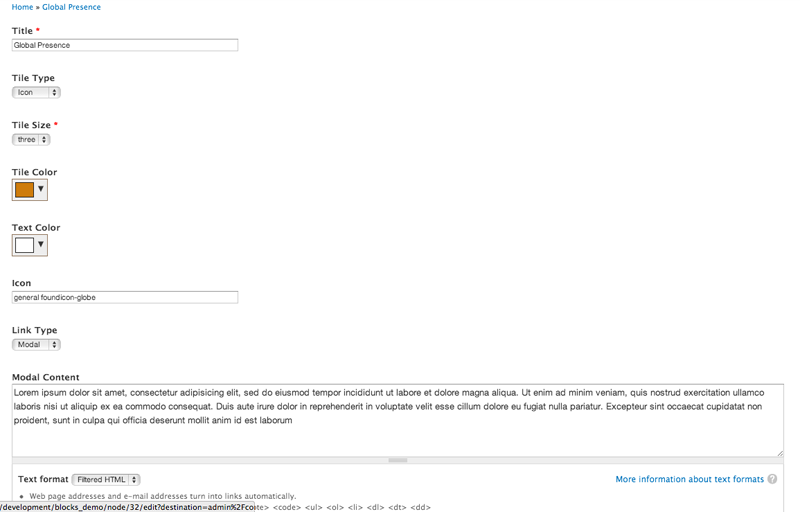 Home » Global Presence
Title *
Global Presence
Tile Type
Icon
Tile Size *
three
Tile Color
Text Color
Icon
general foundicon-globe
Link Type
Modal
Modal Content
Lorem ipsum dolor sit amet, consectetur adipisicing elit, sed do eiusmod tempor incididunt ut labore et dolore magna aliqua. Ut enim ad minim veniam, quis nostrud exercitation ullamco
laboris nisi ut aliquip ex ea commodo consequat. Duis aute irure dolor in reprehenderit in voluptate velit esse cillum dolore eu fugiat nulla pariatur. Excepteur sint occaecat cupidatat non
proident, sunt in culpa qui officia deserunt mollit anim id est laborum
Text format Filtered HTML More information about text formats ?
• Web page addresses and e-mail addresses turn into links automatically.
/development/blocks_demo/node/32/edit?destination=admin%2Fco <code> <ul> <ol> <li> <dl> <dt> <dd>